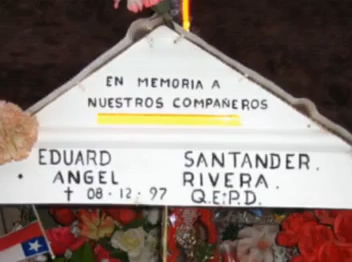 EN MEMORIA A
NUESTROS COMPAÑEROS
EDUARD SANTANDER.
ANGEL RIVERA.
† 08.12.97 Q.E.P.D.